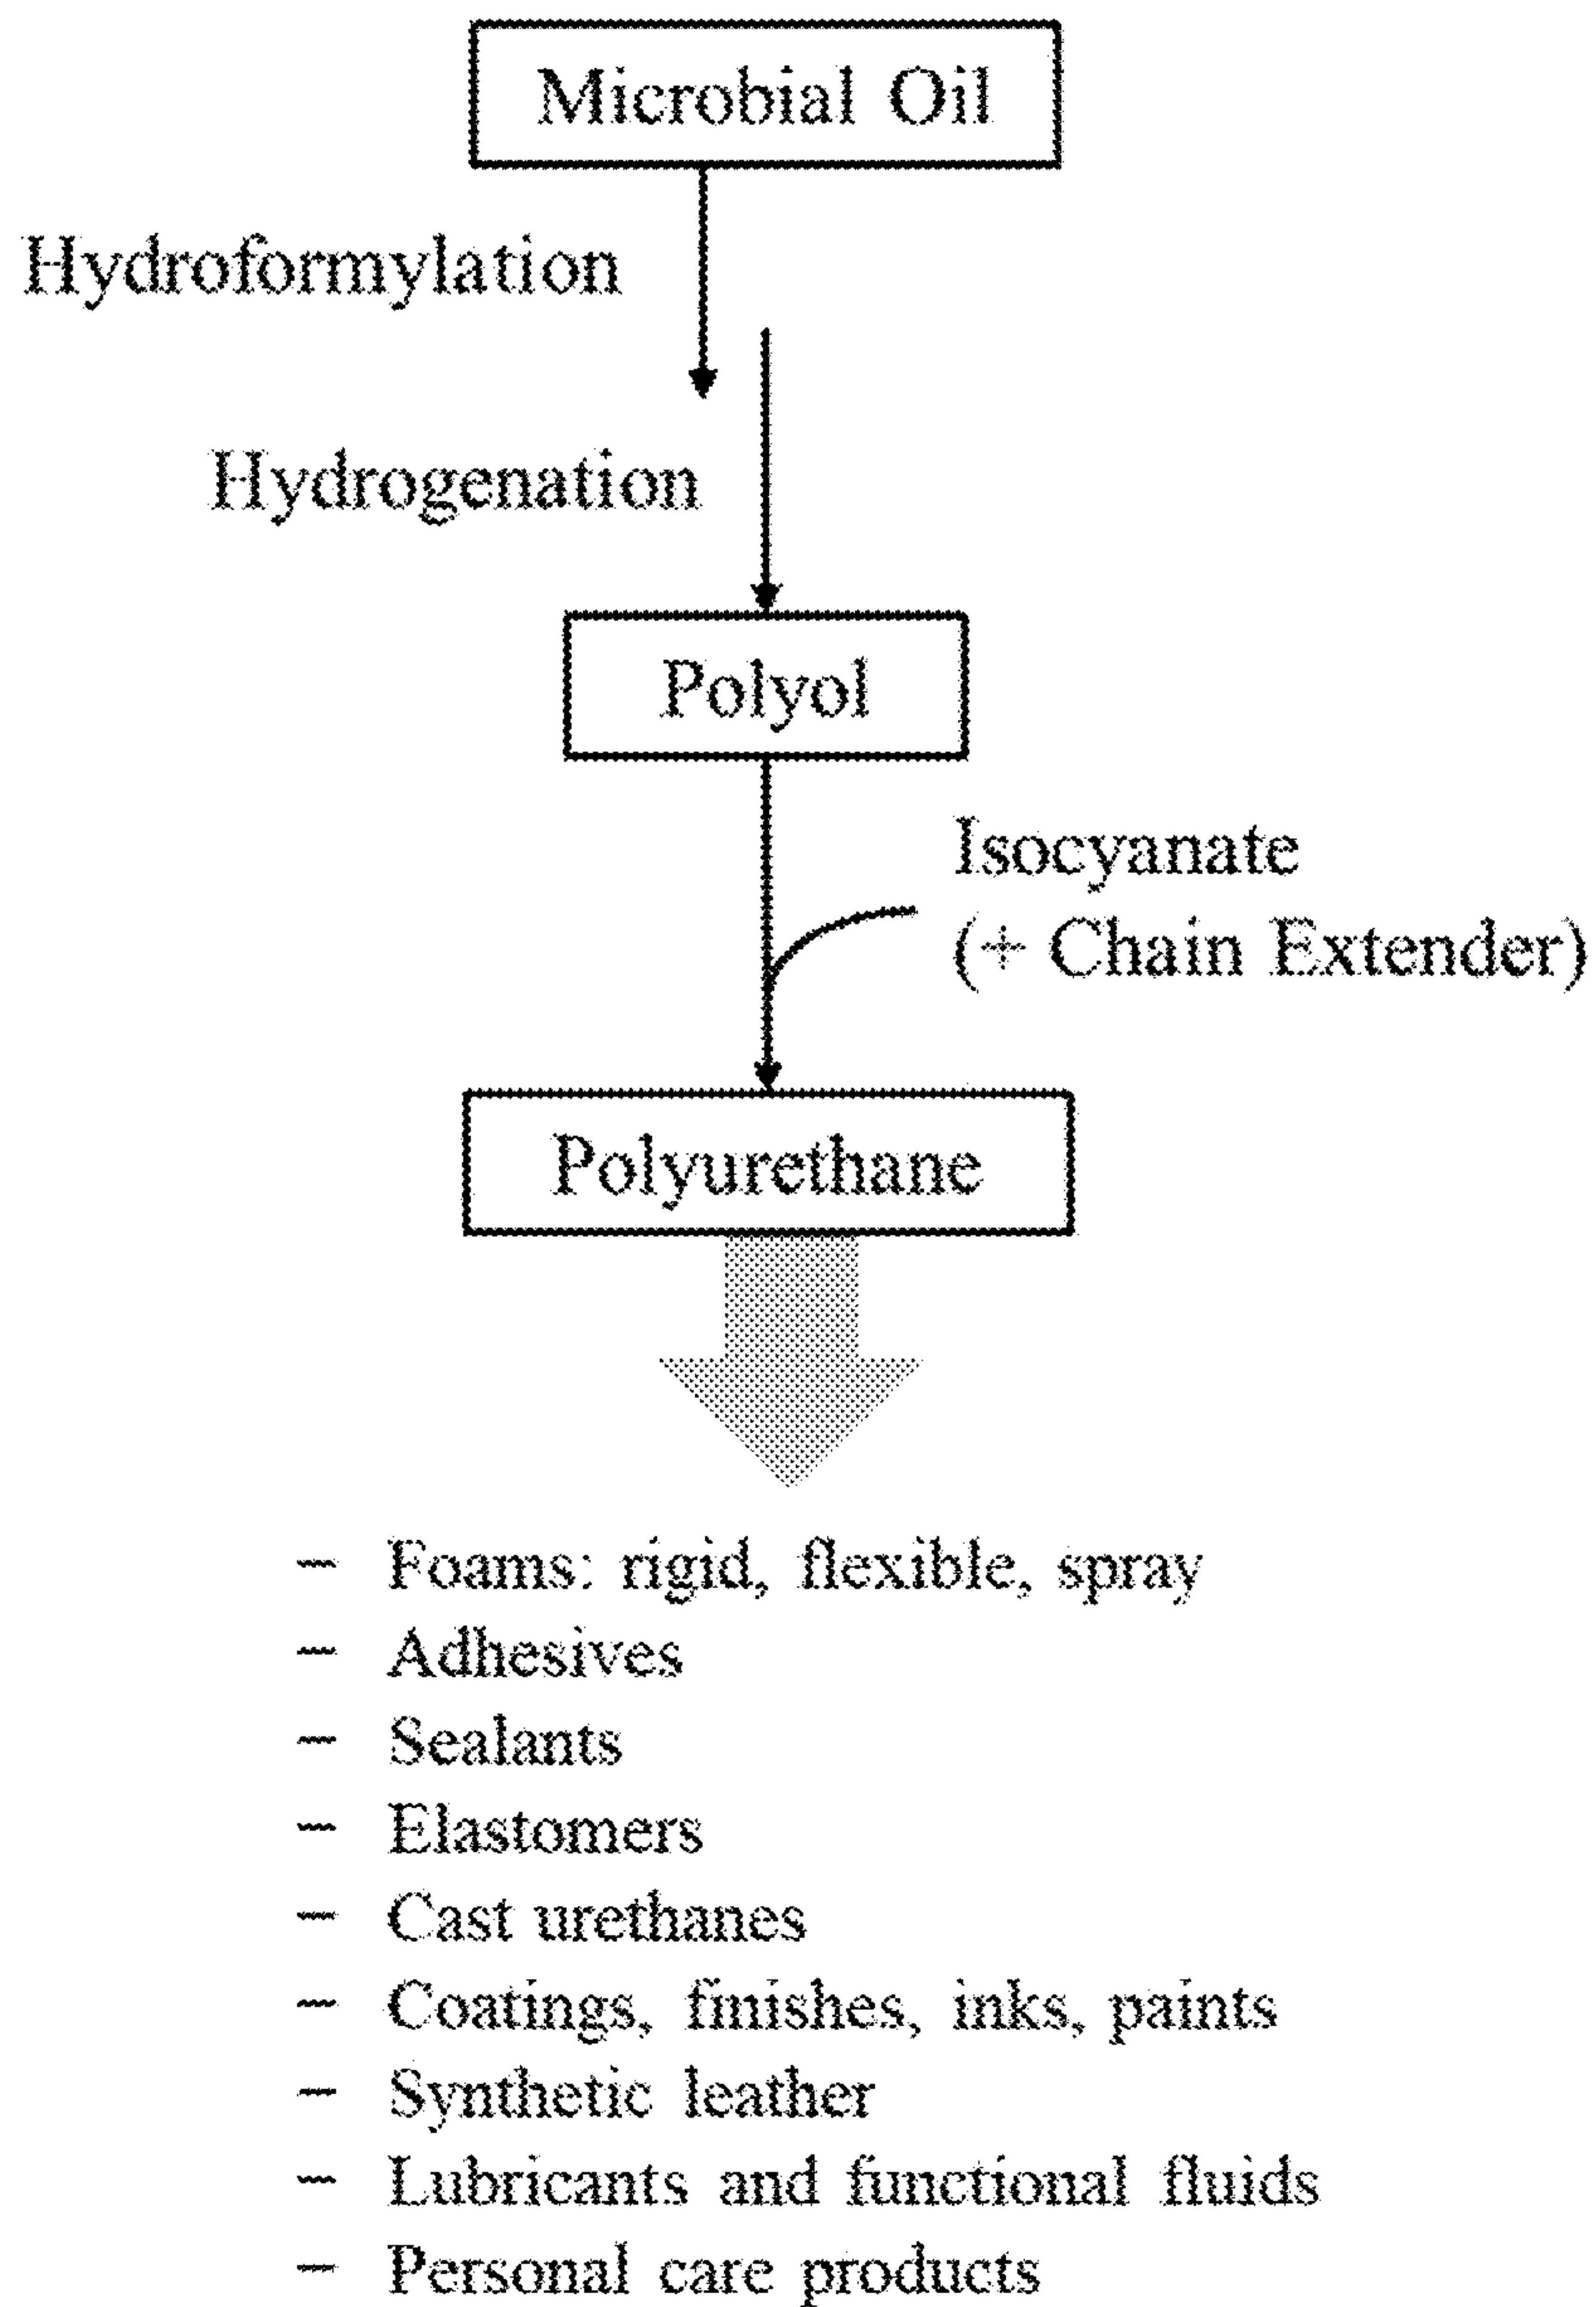 Microbial Oil
Hydroformylation
Hydrogenation
Polyol
Isocyanate
(+ Chain Extender)
Polyurethane
– Foams: rigid, flexible, spray
– Adhesives
– Sealants
– Elastomers
– Cast urethanes
– Coatings, finishes, inks, paints
– Synthetic leather
– Lubricants and functional fluids
– Personal care products